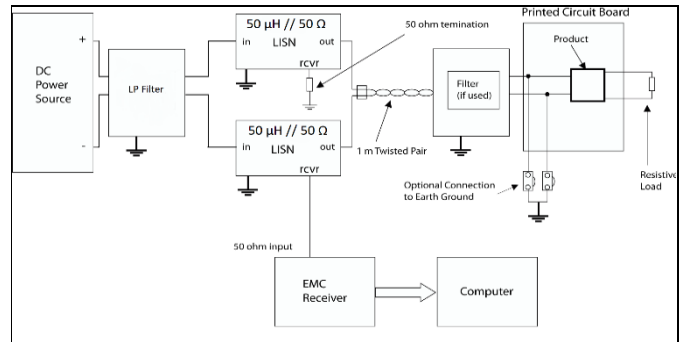 Printed Circuit Board
50 µH // 50 Ω
in
LISN
out
rcvr
50 ohm temination
Product
+
DC
Power
Source
-
LP Filter
Filter
(if used)
50 µH // 50 Ω
in
LISN
out
rcvr
1 m Twisted Pair
Optional Connection
to Earth Ground
Resistive
Load
50 ohm input
EMC
Receiver
Computer